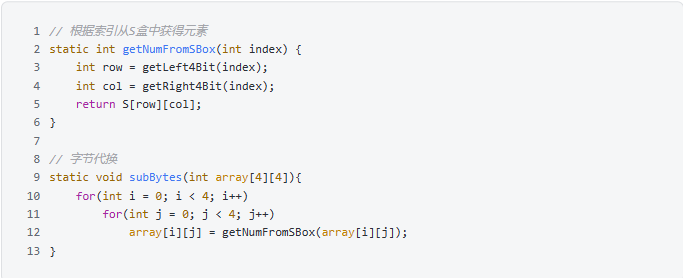 1 // 根据索引从S盒中获得元素
2 static int getNumFromSBox(int index) {
3     int row = getLeft4Bit(index);
4     int col = getRight4Bit(index);
5     return S[row][col];
6 }
7
8 // 字节代换
9 static void subBytes(int array[4][4]){
10     for(int i = 0; i < 4; i++)
11         for(int j = 0; j < 4; j++)
12             array[i][j] = getNumFromSBox(array[i][j]);
13 }